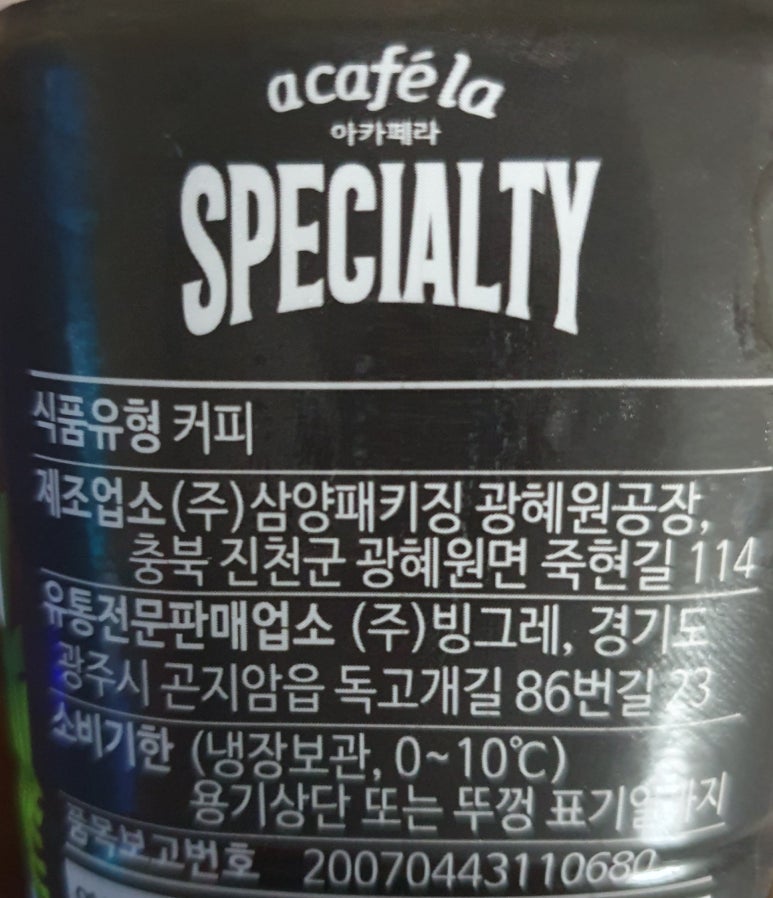 acaféla
아카페라
SPECIALTY
식품유형 커피
제조업소 (주)삼양패키징 광혜원공장,
충북 진천군 광혜원면 죽현길 114
유통전문판매업소 (주)빙그레, 경기도
광주시 곤지암읍 독고개길 86번길 23
소비기한 (냉장보관, 0~10℃)
용기상단 또는 뚜껑 표기일까지
품목보고번호 20070443110680